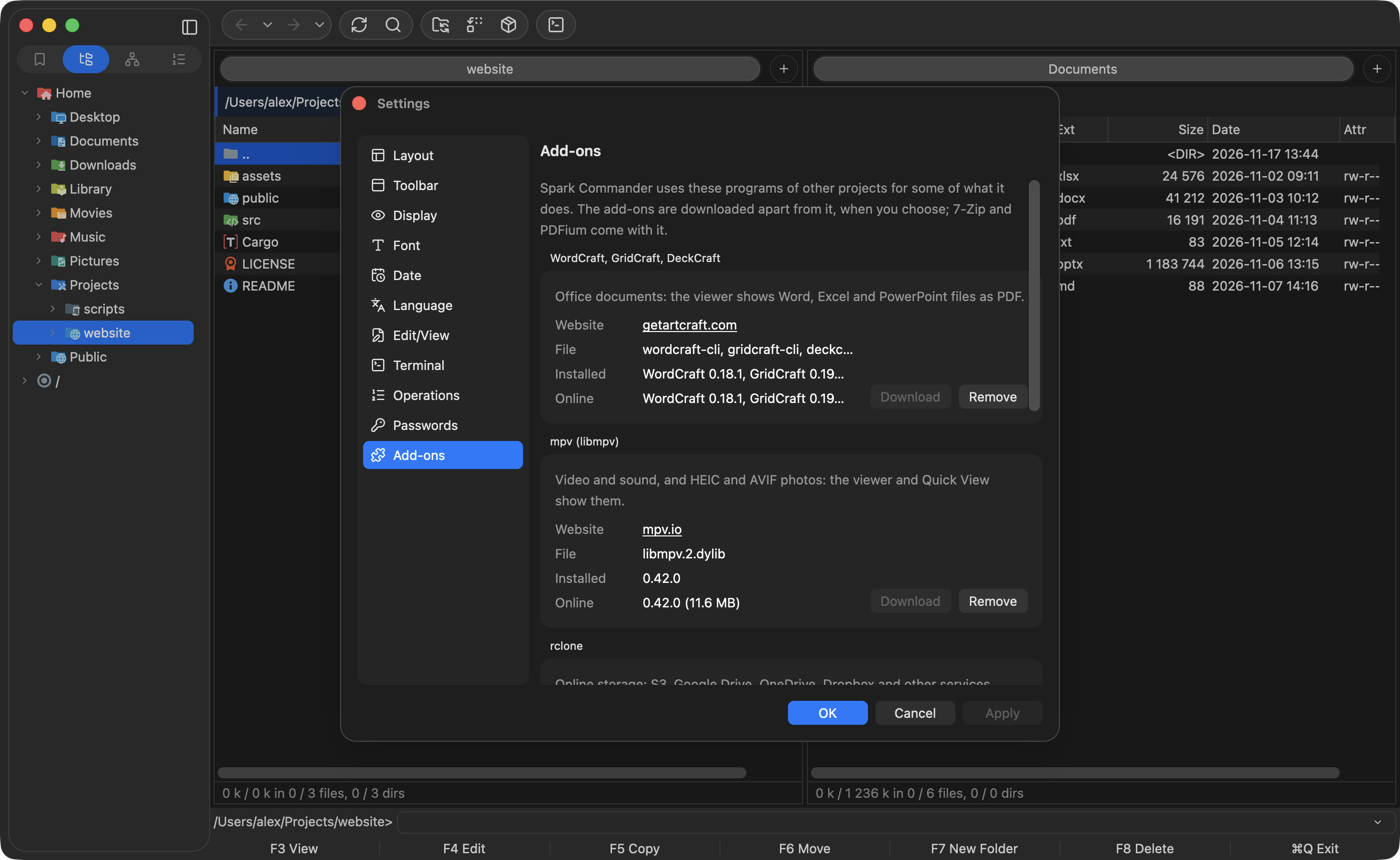 website
Documents
/Users/alex/Project
Name
Ext
Size
Date
Attr
..
<DIR>
2026-11-17 13:44
assets
xlsx
24 576
2026-11-02 09:11
rw-r--
public
docx
41 212
2026-11-03 10:12
rw-r--
src
pdf
16 191
2026-11-04 11:13
rw-r--
Cargo
txt
83
2026-11-05 12:14
rw-r--
LICENSE
pptx
1 183 744
2026-11-06 13:15
rw-r--
README
md
88
2026-11-07 14:16
rw-r--
Home
Desktop
Documents
Downloads
Library
Movies
Music
Pictures
Projects
scripts
website
Public
/
Settings
Layout
Toolbar
Display
Font
Date
Language
Edit/View
Terminal
Operations
Passwords
Add-ons
Add-ons
Spark Commander uses these programs of other projects for some of what it
does. The add-ons are downloaded apart from it, when you choose; 7-Zip and
PDFium come with it.
WordCraft, GridCraft, DeckCraft
Office documents: the viewer shows Word, Excel and PowerPoint files as PDF.
Website getartcraft.com
File wordcraft-cli, gridcraft-cli, deckc...
Installed WordCraft 0.18.1, GridCraft 0.19...
Online WordCraft 0.18.1, GridCraft 0.19...
Download
Remove
mpv (libmpv)
Video and sound, and HEIC and AVIF photos: the viewer and Quick View
show them.
Website mpv.io
File libmpv.2.dylib
Installed 0.42.0
Online 0.42.0 (11.6 MB)
Download
Remove
rclone
Online storage: S3, Google Drive, OneDrive, Dropbox and other services
OK
Cancel
Apply
0 k / 0 k in 0 / 3 files, 0 / 3 dirs
0 k / 1 236 k in 0 / 6 files, 0 / 0 dirs
/Users/alex/Projects/website>
F3 View
F4 Edit
F5 Copy
F6 Move
F7 New Folder
F8 Delete
⌘Q Exit